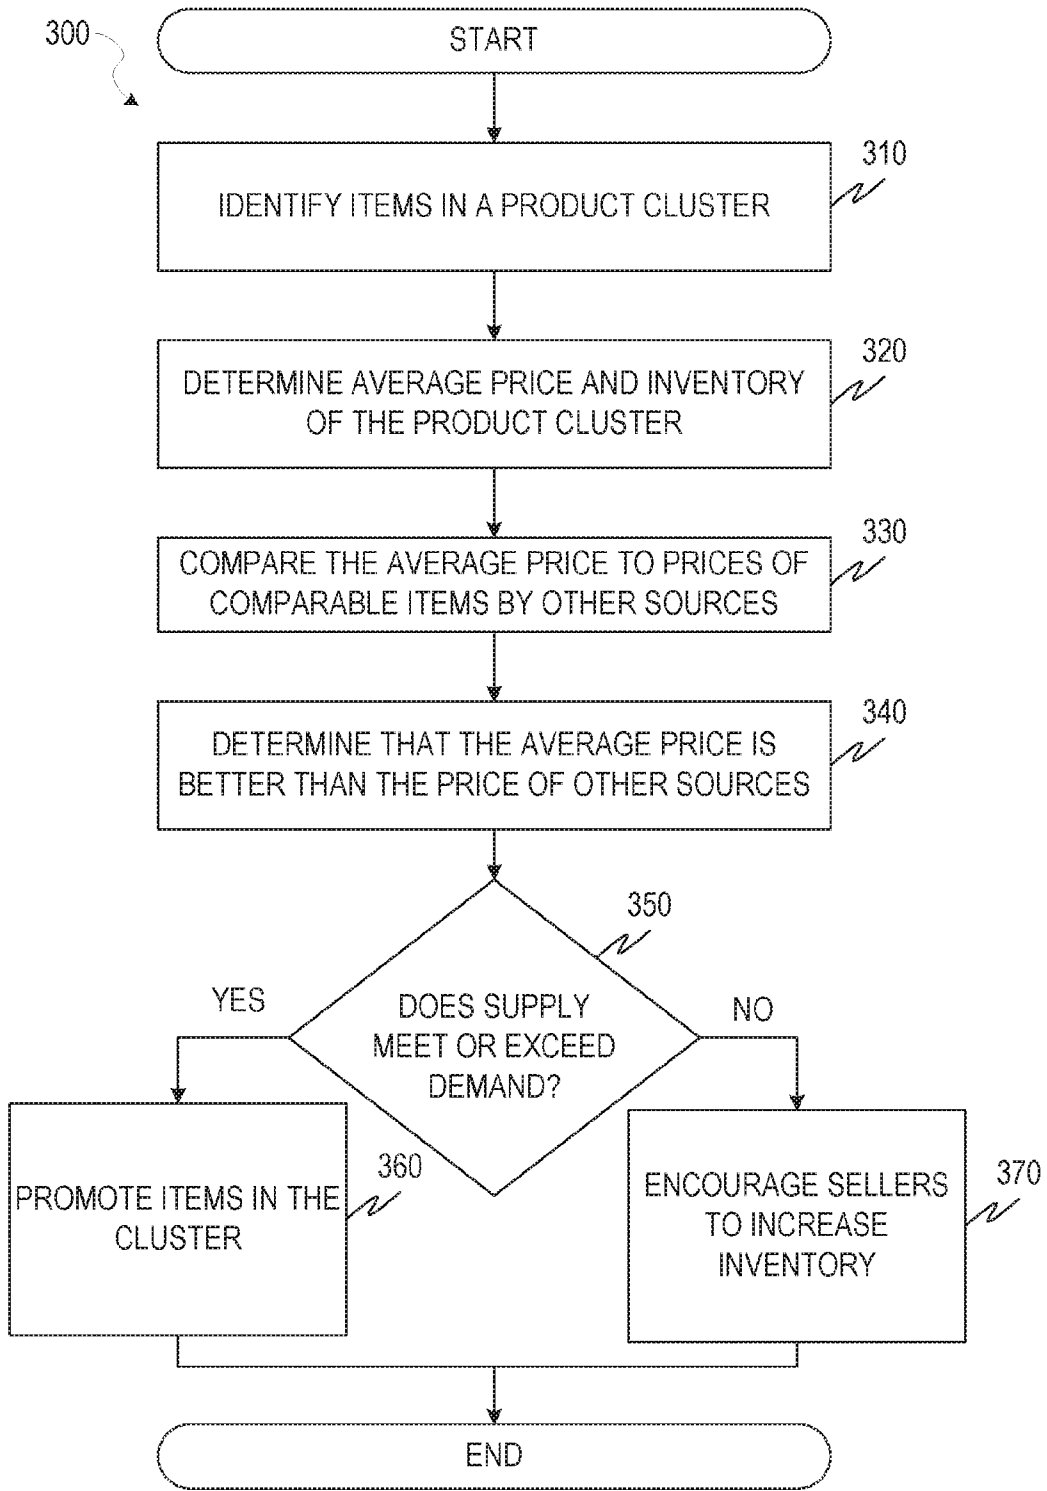 300
START
310
IDENTIFY ITEMS IN A PRODUCT CLUSTER
320
DETERMINE AVERAGE PRICE AND INVENTORY
OF THE PRODUCT CLUSTER
330
COMPARE THE AVERAGE PRICE TO PRICES OF
COMPARABLE ITEMS BY OTHER SOURCES
340
DETERMINE THAT THE AVERAGE PRICE IS
BETTER THAN THE PRICE OF OTHER SOURCES
350
YES
NO
DOES SUPPLY
MEET OR EXCEED
DEMAND?
360
PROMOTE ITEMS IN THE
CLUSTER
370
ENCOURAGE SELLERS
TO INCREASE
INVENTORY
END